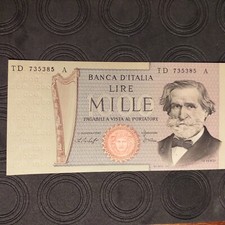 TD 735385 A
TD 735385 A
BANCA D'ITALIA
LIRE
MILLE
PAGABILI A VISTA AL PORTATORE